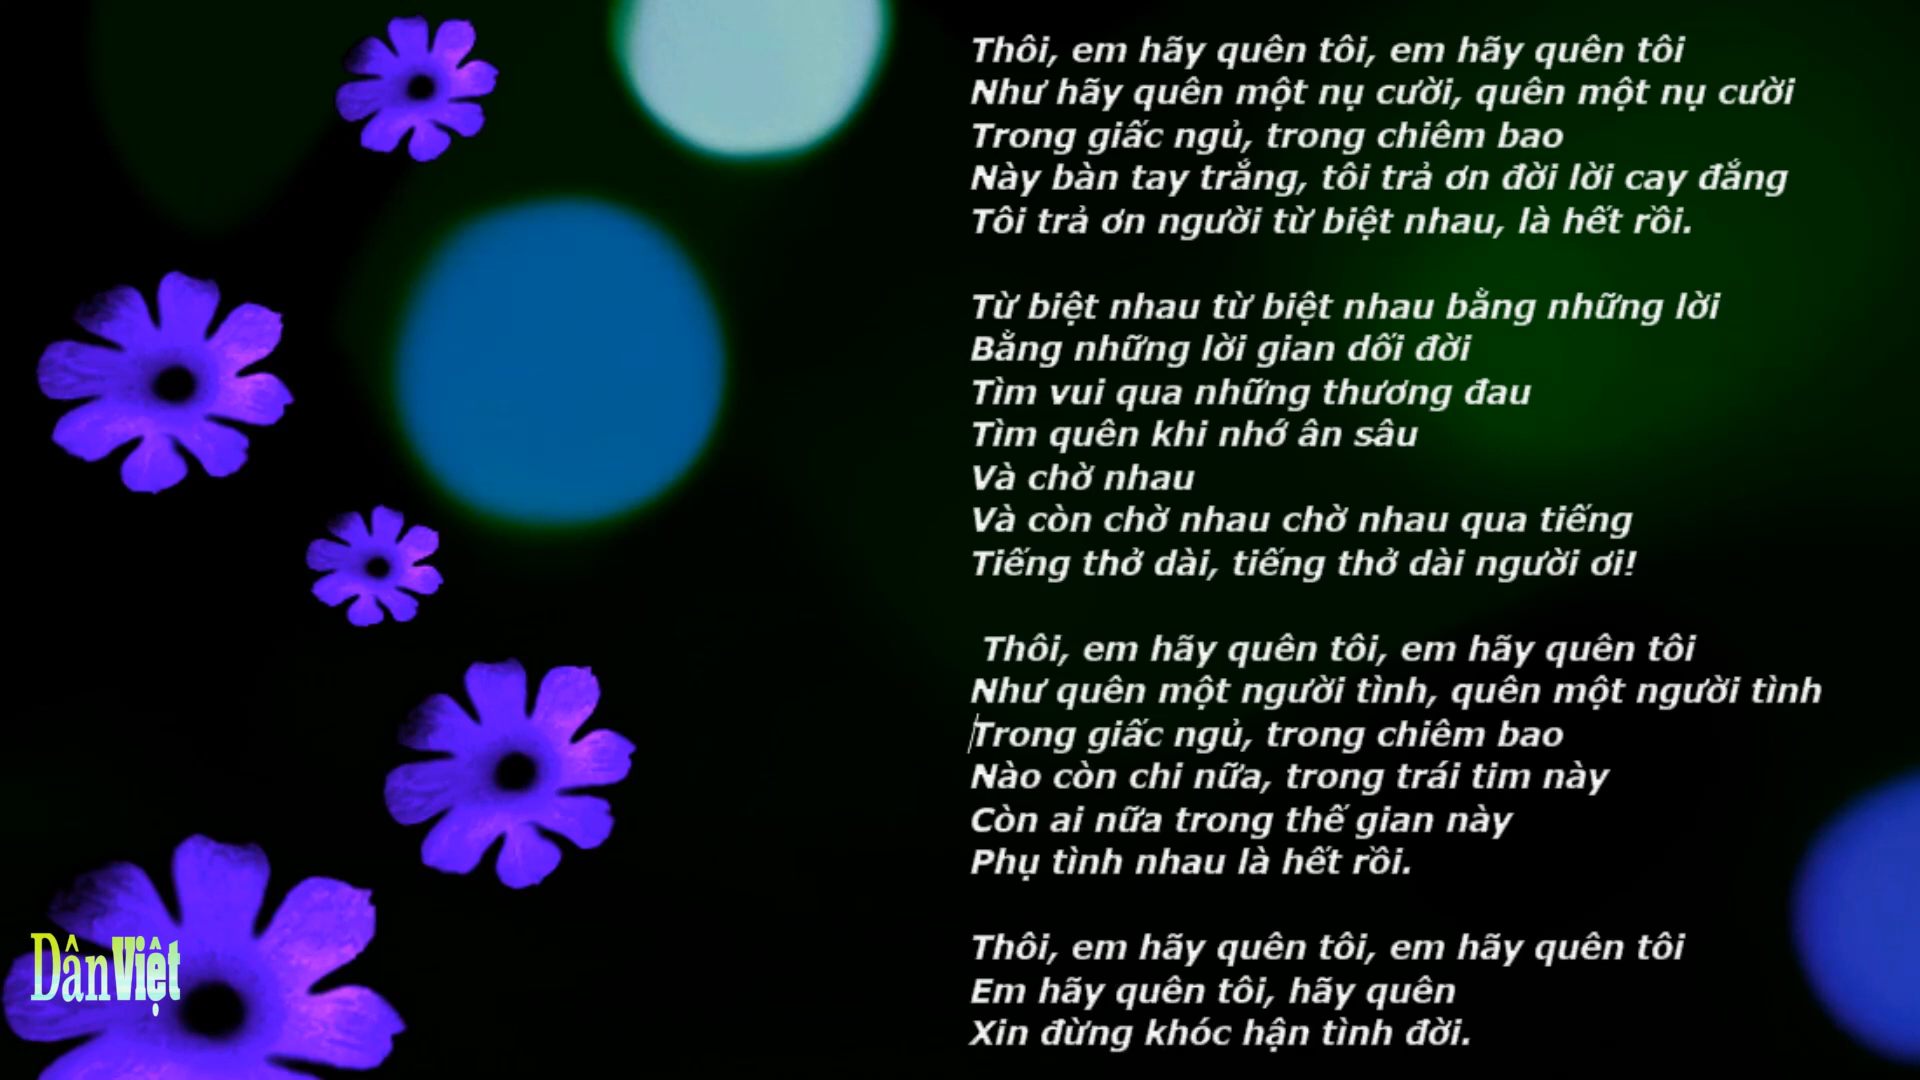 Thôi, em hãy quên tôi, em hãy quên tôi
Như hãy quên một nụ cười, quên một nụ cười
Trong giấc ngủ, trong chiêm bao
Này bàn tay trắng, tôi trả ơn đời lời cay đắng
Tôi trả ơn người từ biệt nhau, là hết rồi.
Từ biệt nhau từ biệt nhau bằng những lời
Bằng những lời gian dối đời
Tìm vui qua những thương đau
Tìm quên khi nhớ ân sâu
Và chờ nhau
Và còn chờ nhau chờ nhau qua tiếng
Tiếng thở dài, tiếng thở dài người ơi!
Thôi, em hãy quên tôi, em hãy quên tôi
Như quên một người tình, quên một người tình
Trong giấc ngủ, trong chiêm bao
Nào còn chi nữa, trong trái tim này
Còn ai nữa trong thế gian này
Phụ tình nhau là hết rồi.
Thôi, em hãy quên tôi, em hãy quên tôi
Em hãy quên tôi, hãy quên
Xin đừng khóc hận tình đời.
DânViệt